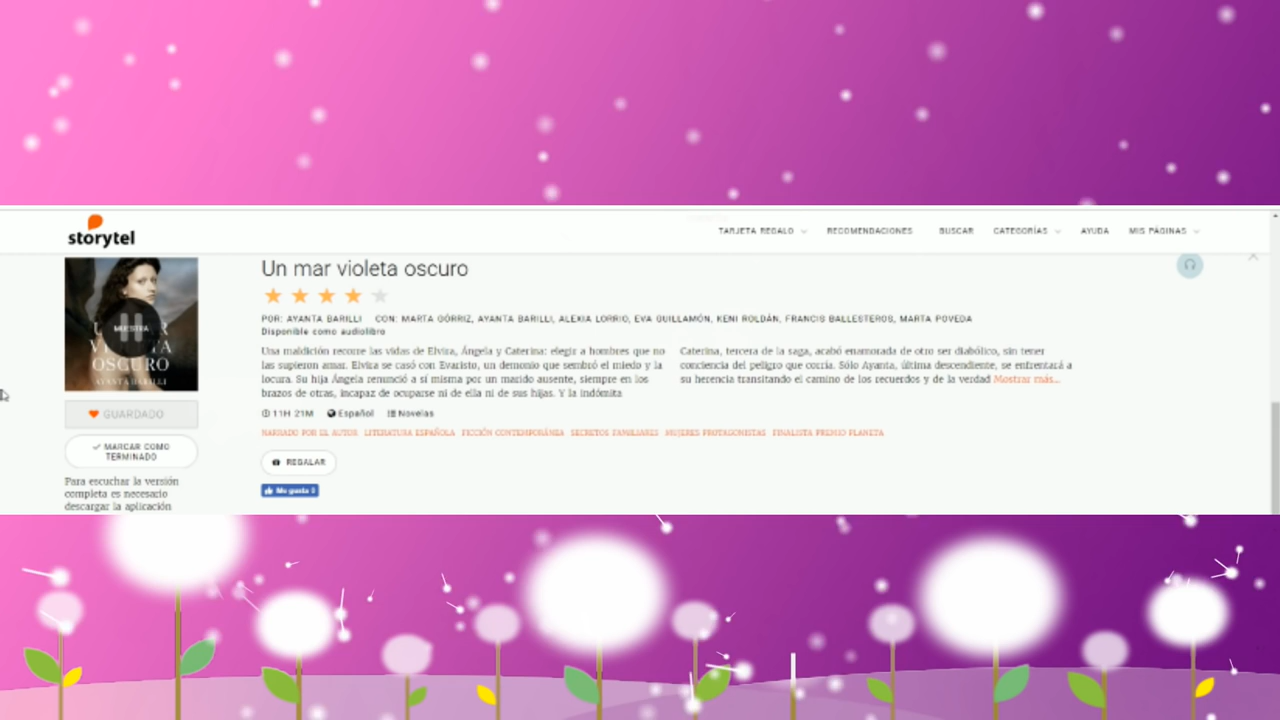 storytel
TARJETA REGALO RECOMENDACIONES BUSCAR CATEGORÍAS AYUDA MIS PÁGINAS
Un mar violeta oscuro
POR: AYANTA BARILLI CON: MARTA GÓRRIZ, AYANTA BARILLI, ALEXIA LORRIO, EVA GUILLAMÓN, KENI ROLDÁN, FRANCIS BALLESTEROS, MARTA POVEDA
Disponible como audiolibro
MUESTRA
OSCURO
AYANTA BARILLI
Una maldición recorre las vidas de Elvira, Ángela y Caterina: elegir a hombres que no
las supieron amar. Elvira se casó con Evaristo, un demonio que sembró el miedo y la
locura. Su hija Ángela renunció a sí misma por un marido ausente, siempre en los
brazos de otras, incapaz de ocuparse ni de ella ni de sus hijas. Y la indómita
Caterina, tercera de la saga, acabó enamorada de otro ser diabólico, sin tener
conciencia del peligro que corría. Sólo Ayanta, última descendiente, se enfrentará a
su herencia transitando el camino de los recuerdos y de la verdad Mostrar más...
11H 21M Español Novelas
NARRADO POR EL AUTOR LITERATURA ESPAÑOLA FICCIÓN CONTEMPORÁNEA SECRETOS FAMILIARES MUJERES PROTAGONISTAS FINALISTA PREMIO PLANETA
REGALAR
Me gusta 0
GUARDADO
MARCAR COMO
TERMINADO
Para escuchar la versión
completa es necesario
descargar la aplicación